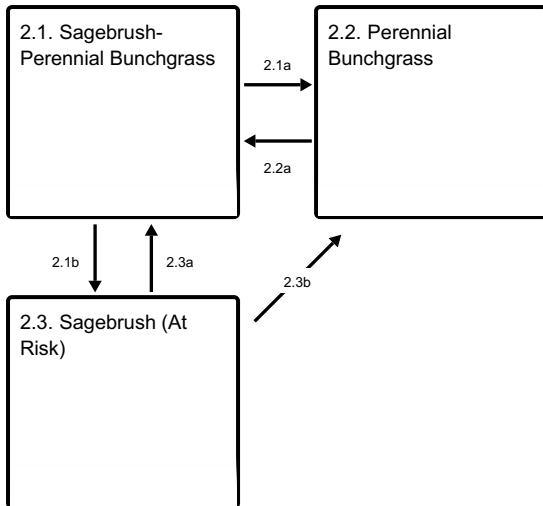 2.1. Sagebrush-
Perennial Bunchgrass
2.2. Perennial
Bunchgrass
2.1a
2.2a
2.1b
2.3a
2.3b
2.3. Sagebrush (At
Risk)